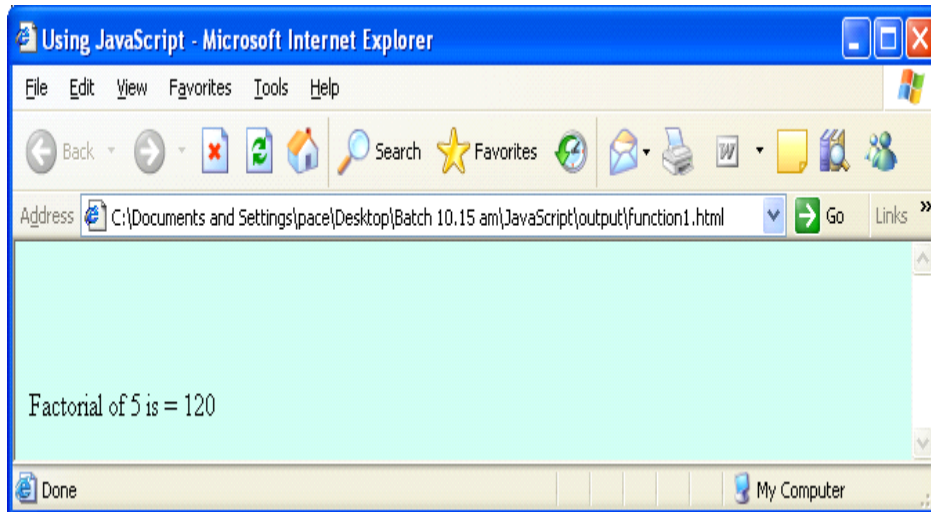 Using JavaScript - Microsoft Internet Explorer
File Edit View Favorites Tools Help
Back Search Favorites W
Address C:\Documents and Settings\pace\Desktop\Batch 10.15 am\JavaScript\output\function1.html Go Links »
Factorial of 5 is = 120
Done My Computer